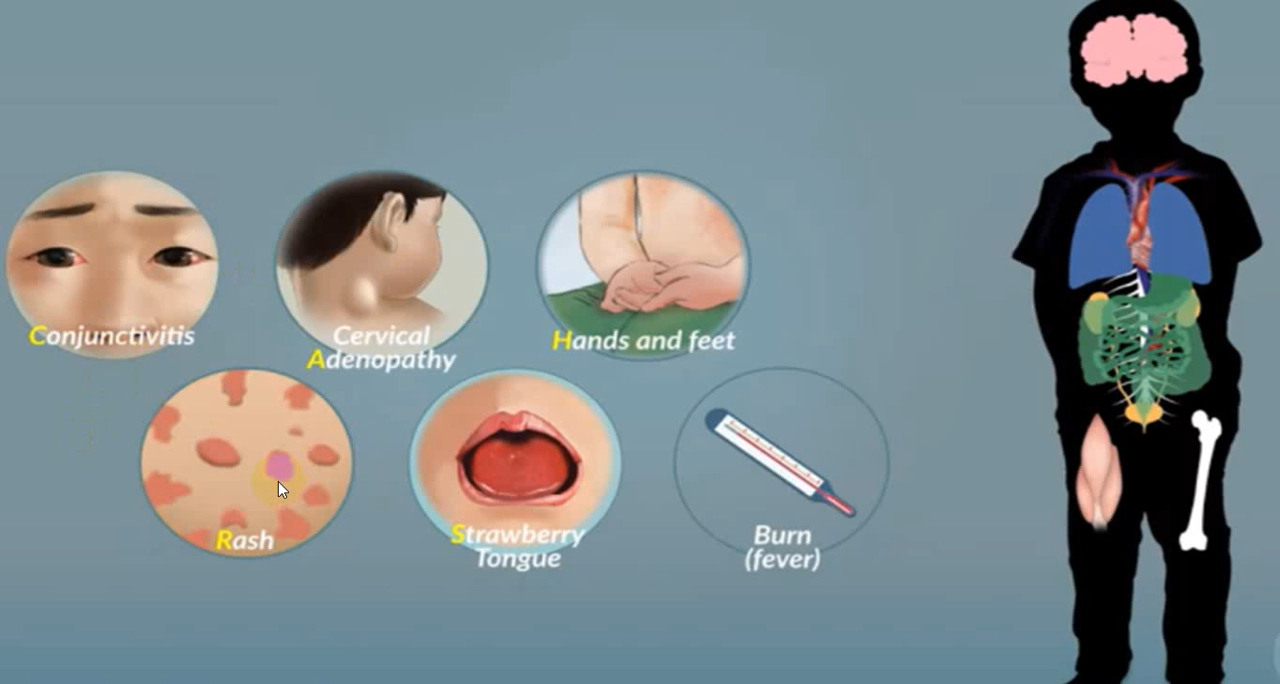 Conjunctivitis
Cervical
Adenopathy
Hands and feet
Rash
Strawberry
Tongue
Burn
(fever)